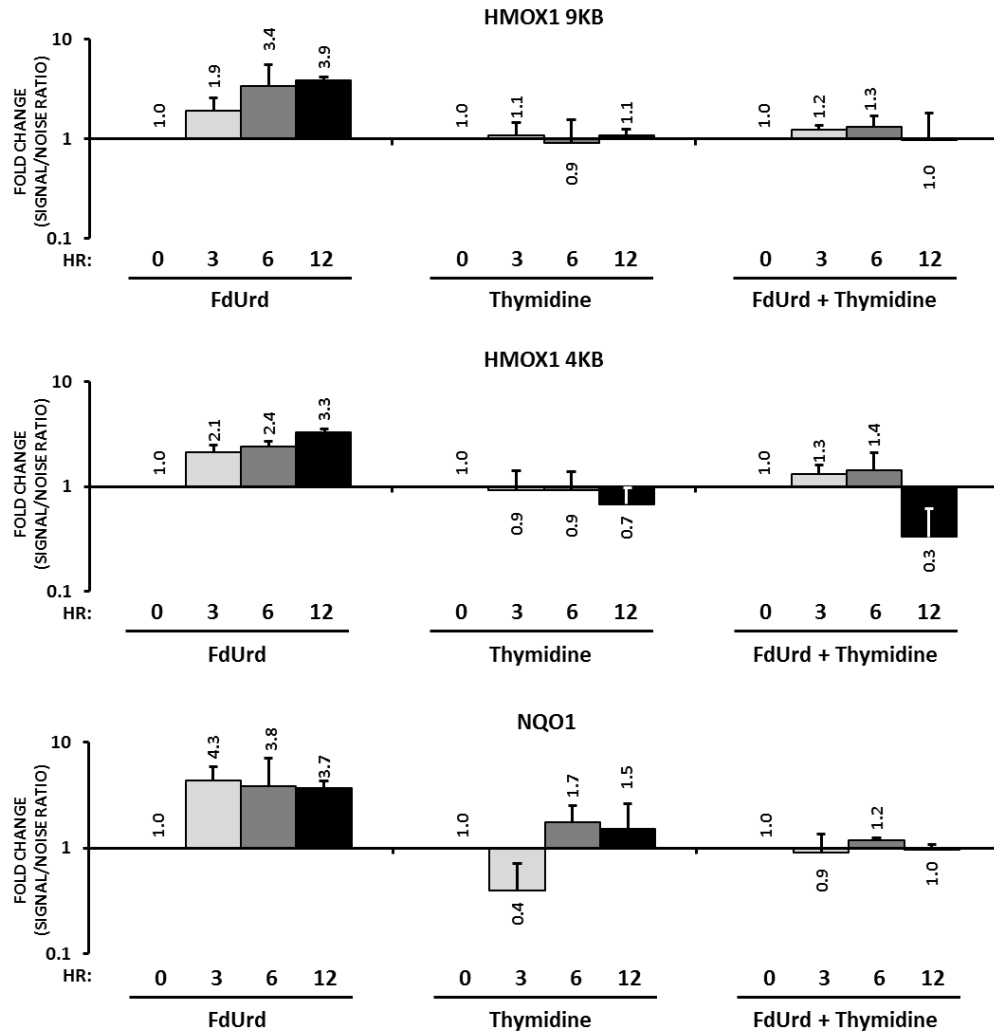 HMOX1 9KB
FOLD CHANGE
(SIGNAL/NOISE RATIO)
10
1
0.1
1.0 1.9 3.4 3.9 1.0 1.1 0.9 1.1 1.0 1.2 1.3 1.0
HR: 0 3 6 12 0 3 6 12 0 3 6 12
FdUrd Thymidine FdUrd + Thymidine
HMOX1 4KB
FOLD CHANGE
(SIGNAL/NOISE RATIO)
10
1
0.1
1.0 2.1 2.4 3.3 1.0 0.9 0.9 0.7 1.0 1.3 1.4 0.3
HR: 0 3 6 12 0 3 6 12 0 3 6 12
FdUrd Thymidine FdUrd + Thymidine
NQO1
FOLD CHANGE
(SIGNAL/NOISE RATIO)
10
1
0.1
1.0 4.3 3.8 3.7 1.0 0.4 1.7 1.5 1.0 0.9 1.2 1.0
HR: 0 3 6 12 0 3 6 12 0 3 6 12
FdUrd Thymidine FdUrd + Thymidine